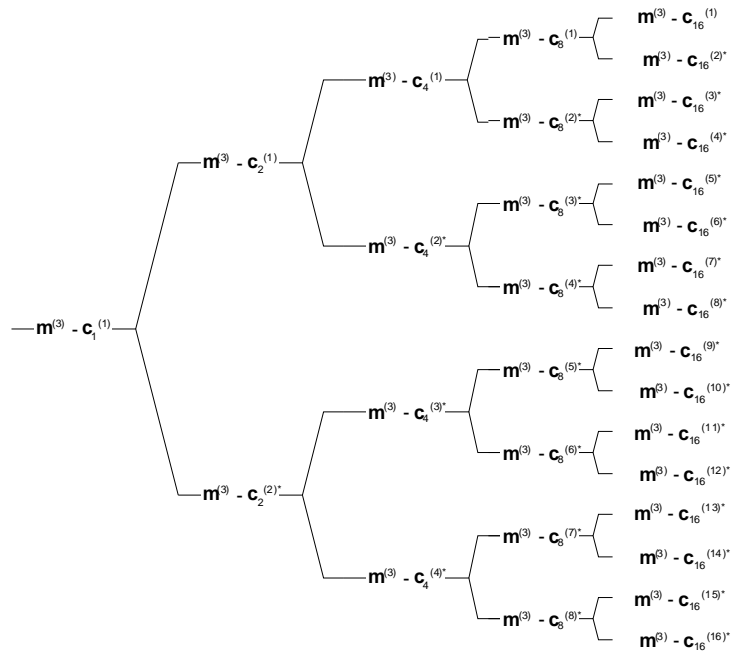 m(3) - c16(1)
m(3) - c8(1)
m(3) - c16(2)*
m(3) - c4(1)
m(3) - c16(3)*
m(3) - c8(2)*
m(3) - c16(4)*
m(3) - c2(1)
m(3) - c16(5)*
m(3) - c8(3)*
m(3) - c16(6)*
m(3) - c4(2)*
m(3) - c16(7)*
m(3) - c8(4)*
m(3) - c16(8)*
m(3) - c1(1)
m(3) - c16(9)*
m(3) - c8(5)*
m(3) - c16(10)*
m(3) - c4(3)*
m(3) - c16(11)*
m(3) - c8(6)*
m(3) - c16(12)*
m(3) - c2(2)*
m(3) - c16(13)*
m(3) - c8(7)*
m(3) - c16(14)*
m(3) - c4(4)*
m(3) - c16(15)*
m(3) - c8(8)*
m(3) - c16(16)*